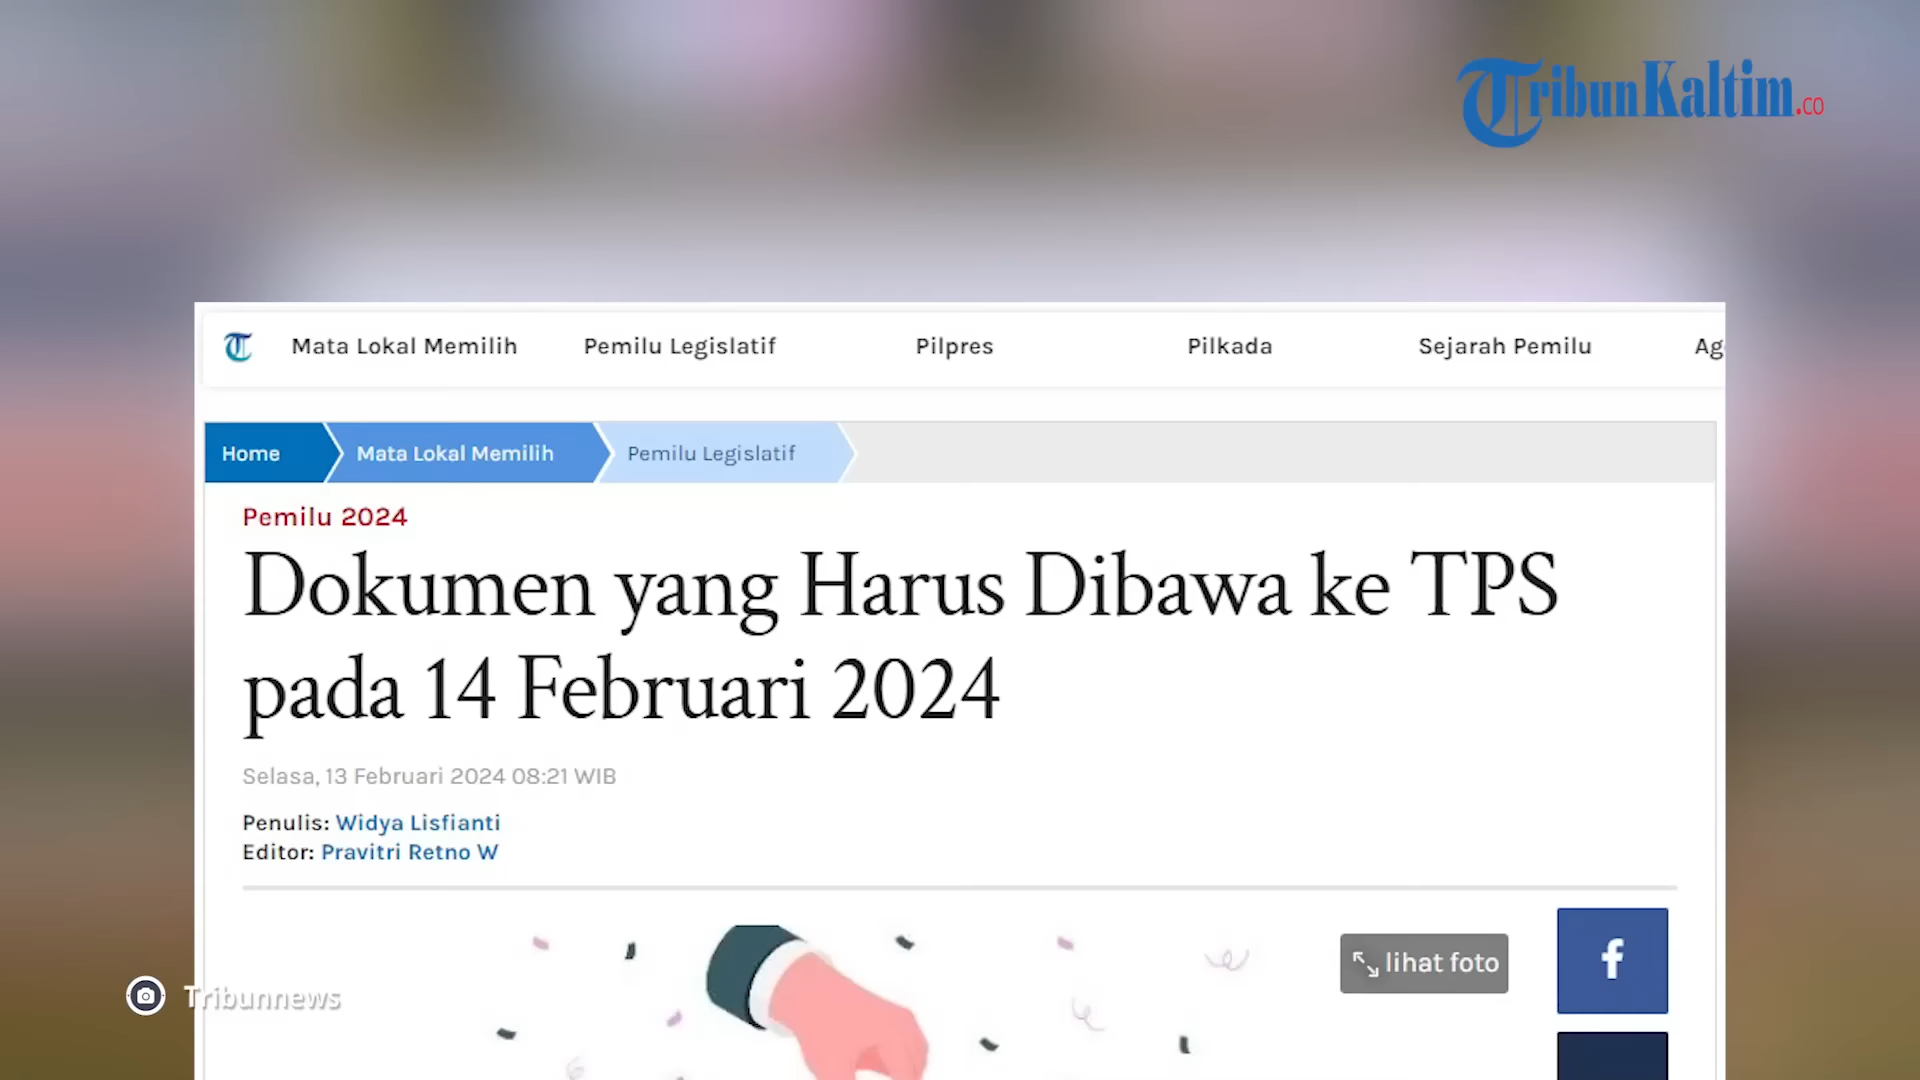 TribunKaltim.co
Mata Lokal Memilih Pemilu Legislatif Pilpres Pilkada Sejarah Pemilu Ag
Home Mata Lokal Memilih Pemilu Legislatif
Pemilu 2024
Dokumen yang Harus Dibawa ke TPS
pada 14 Februari 2024
Selasa, 13 Februari 2024 08:21 WIB
Penulis: Widya Lisfianti
Editor: Pravitri Retno W
lihat foto
f
Tribunnews